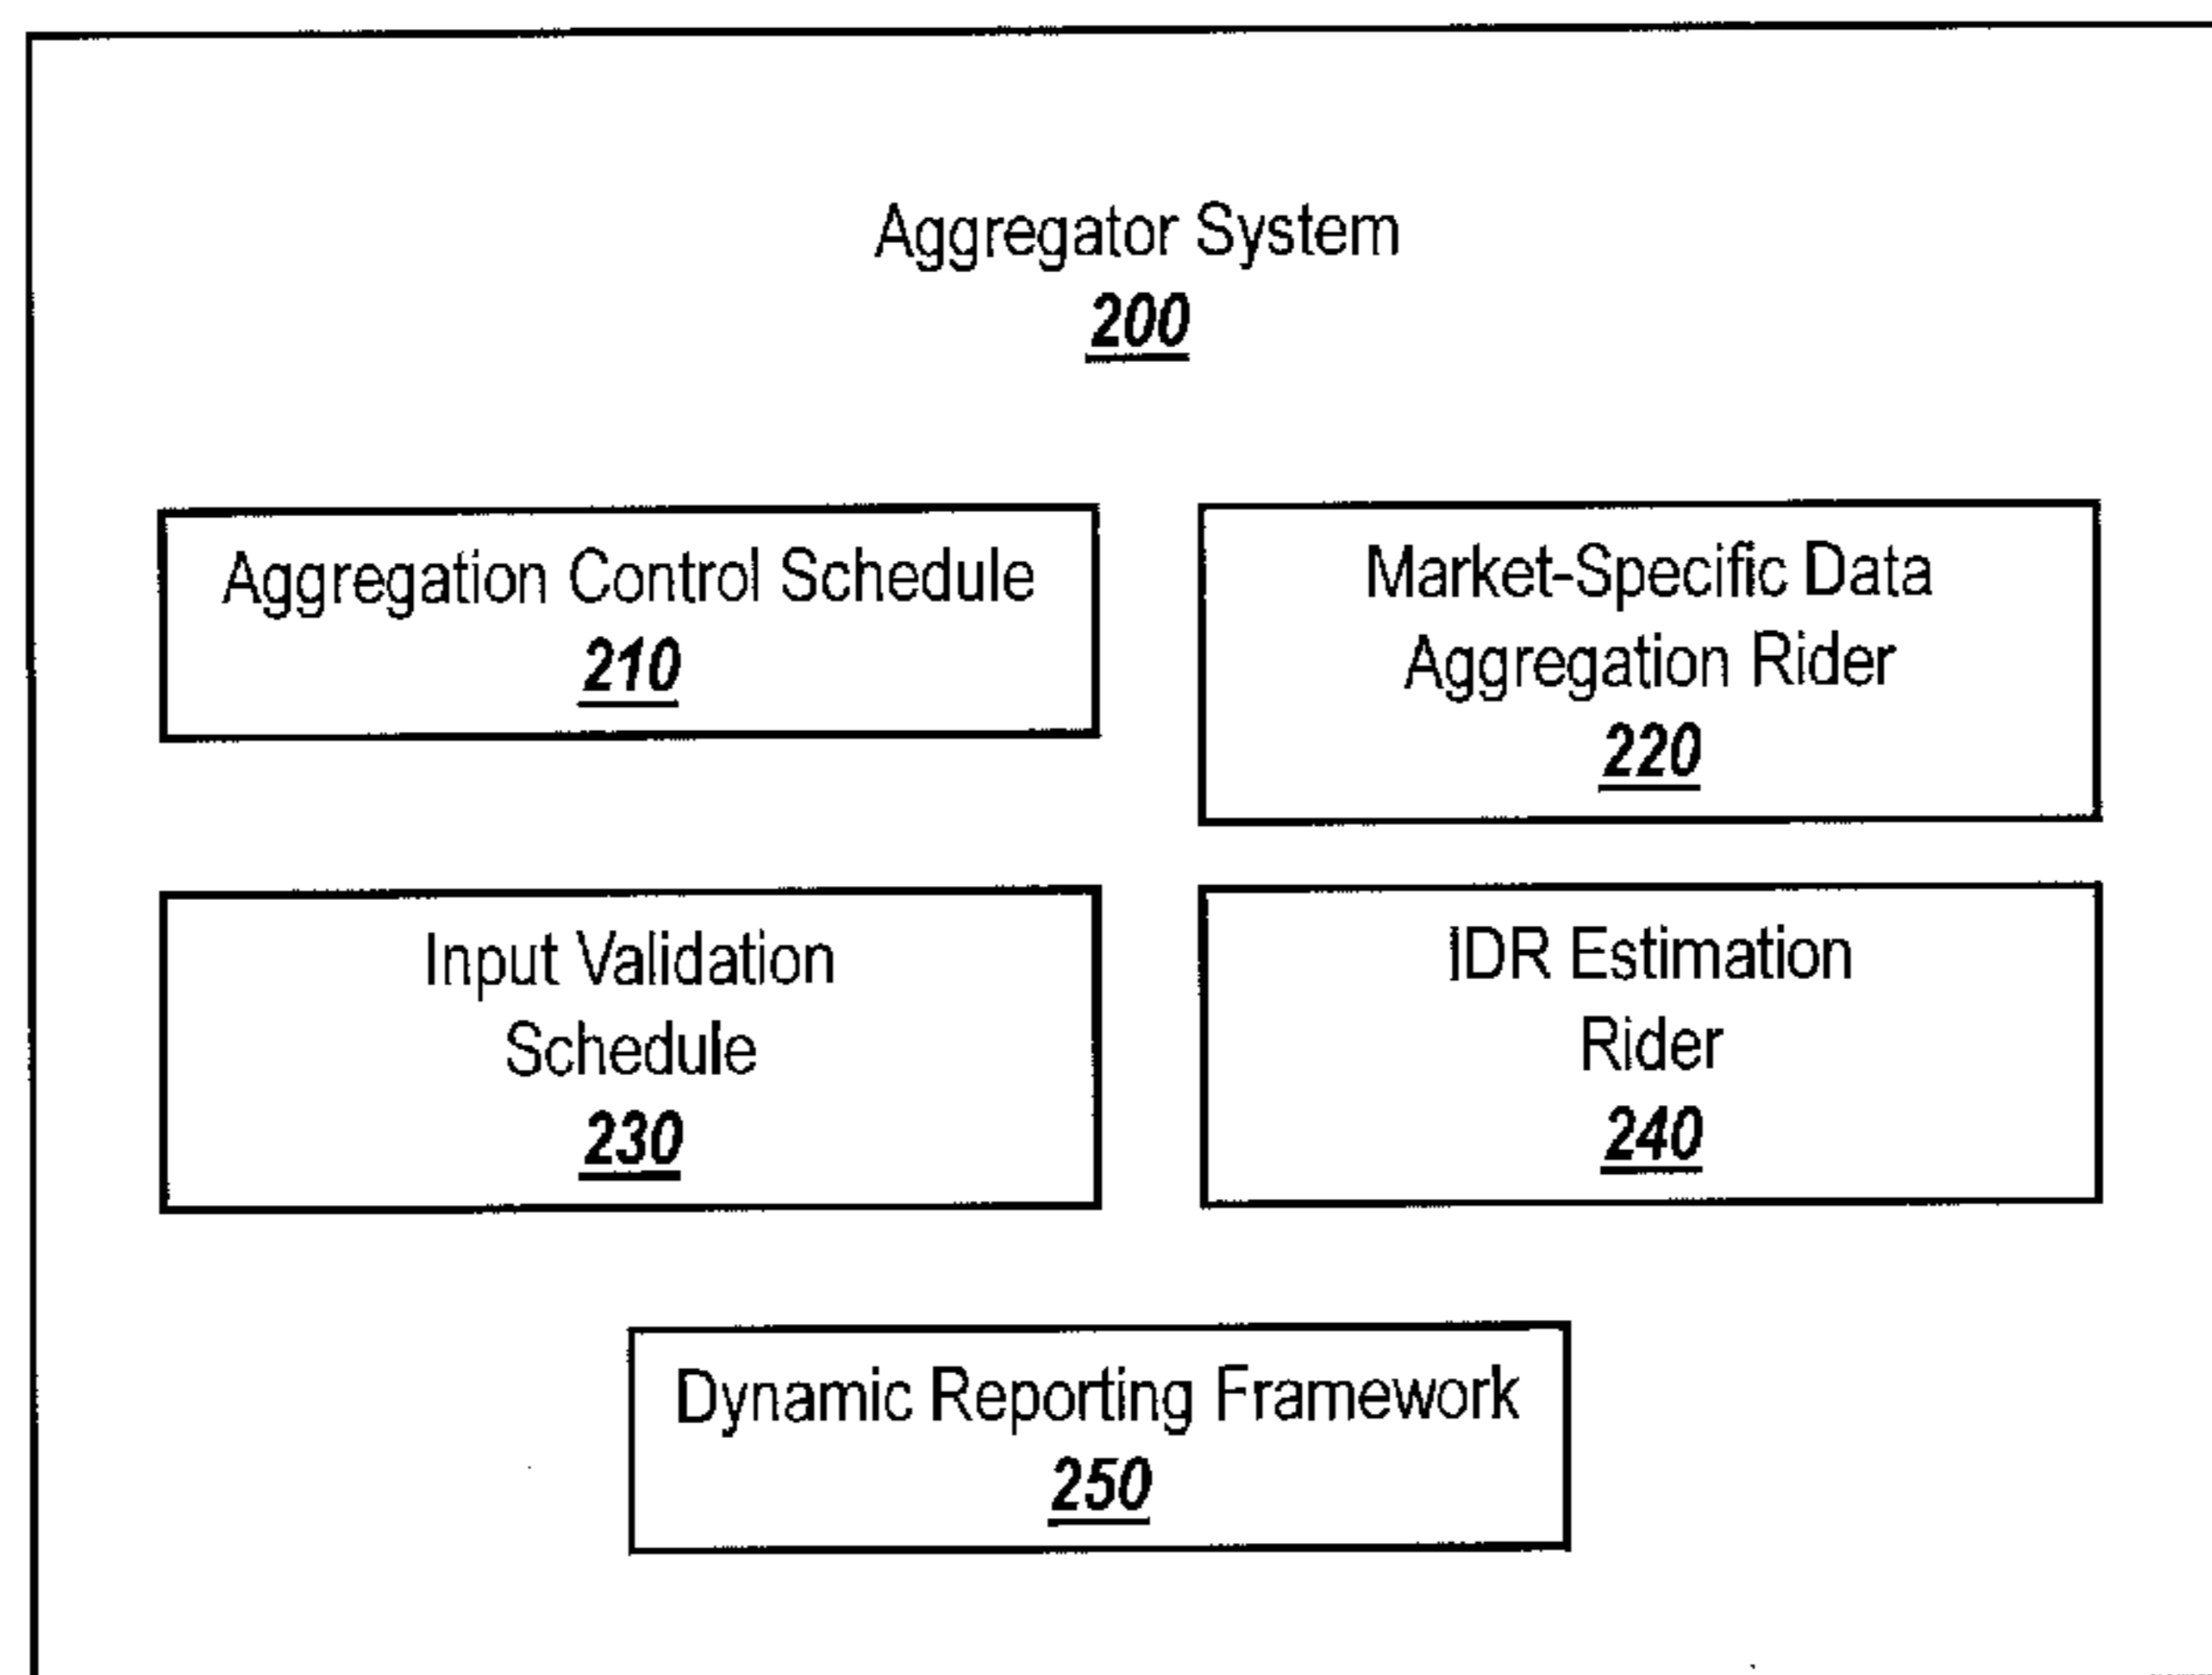 Aggregator System
200
Aggregation Control Schedule
210
Market-Specific Data
Aggregation Rider
220
Input Validation
Schedule
230
IDR Estimation
Rider
240
Dynamic Reporting Framework
250